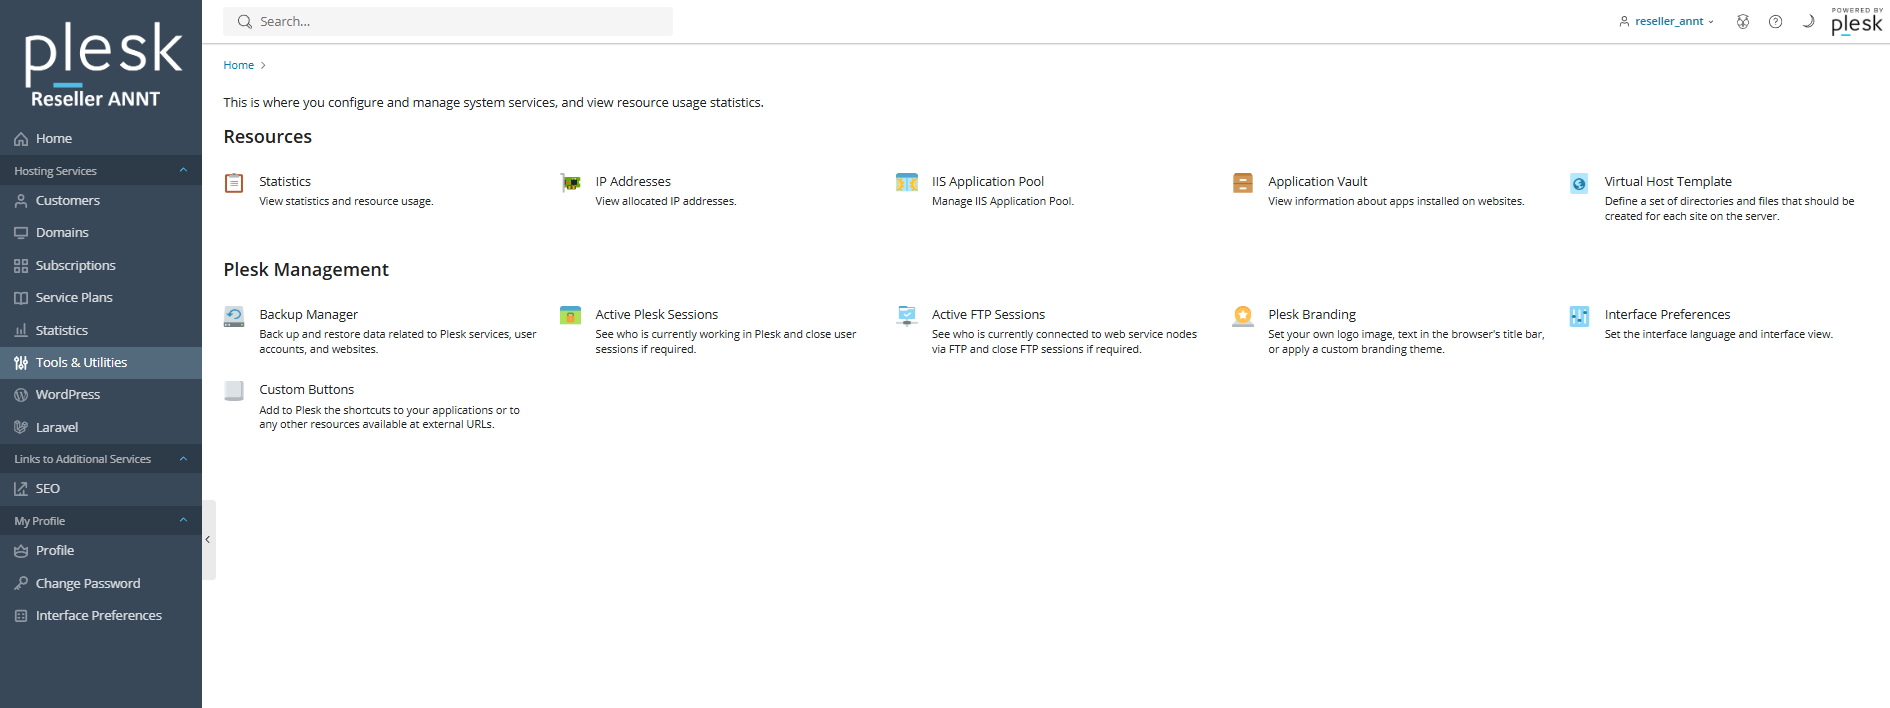 plesk
Reseller ANNT
Home
Hosting Services
Customers
Domains
Subscriptions
Service Plans
Statistics
Tools & Utilities
WordPress
Laravel
Links to Additional Services
SEO
My Profile
Profile
Change Password
Interface Preferences
Search...
reseller_annt
POWERED BY
plesk
Home
This is where you configure and manage system services, and view resource usage statistics.
Resources
Statistics
View statistics and resource usage.
IP Addresses
View allocated IP addresses.
IIS Application Pool
Manage IIS Application Pool.
Application Vault
View information about apps installed on websites.
Virtual Host Template
Define a set of directories and files that should be
created for each site on the server.
Plesk Management
Backup Manager
Back up and restore data related to Plesk services, user
accounts, and websites.
Active Plesk Sessions
See who is currently working in Plesk and close user
sessions if required.
Active FTP Sessions
See who is currently connected to web service nodes
via FTP and close FTP sessions if required.
Plesk Branding
Set your own logo image, text in the browser's title bar,
or apply a custom branding theme.
Interface Preferences
Set the interface language and interface view.
Custom Buttons
Add to Plesk the shortcuts to your applications or to
any other resources available at external URLs.